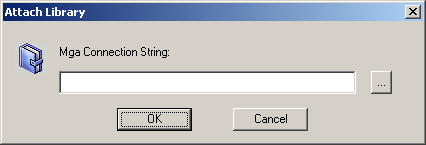 Attach Library
Mga Connection String:
...
OK
Cancel